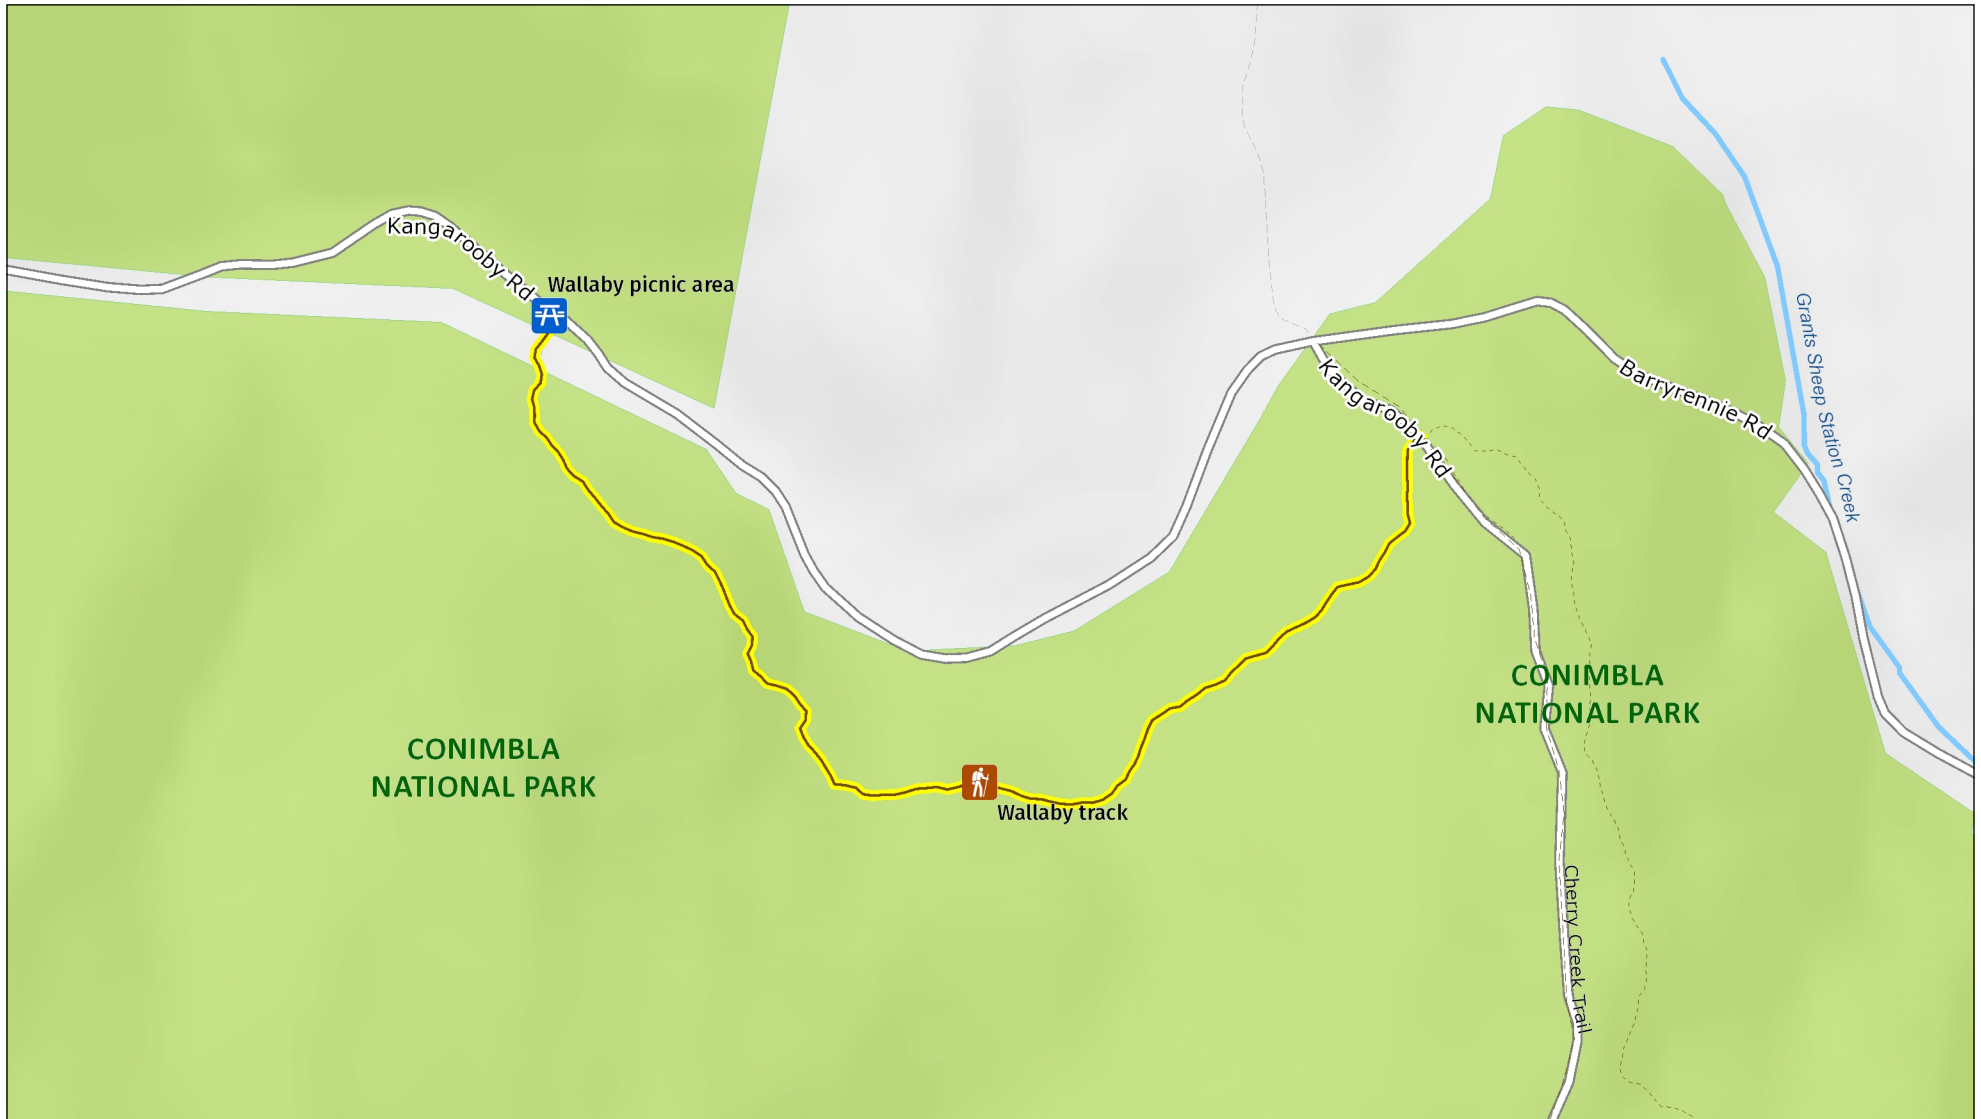 Kangarooby Rd
Wallaby picnic area
Grants Sheep Station Creek
Kangarooby Rd
Barryrennie Rd
CONIMBLA
NATIONAL PARK
CONIMBLA
NATIONAL PARK
Wallaby track
Cherry Creek Trail